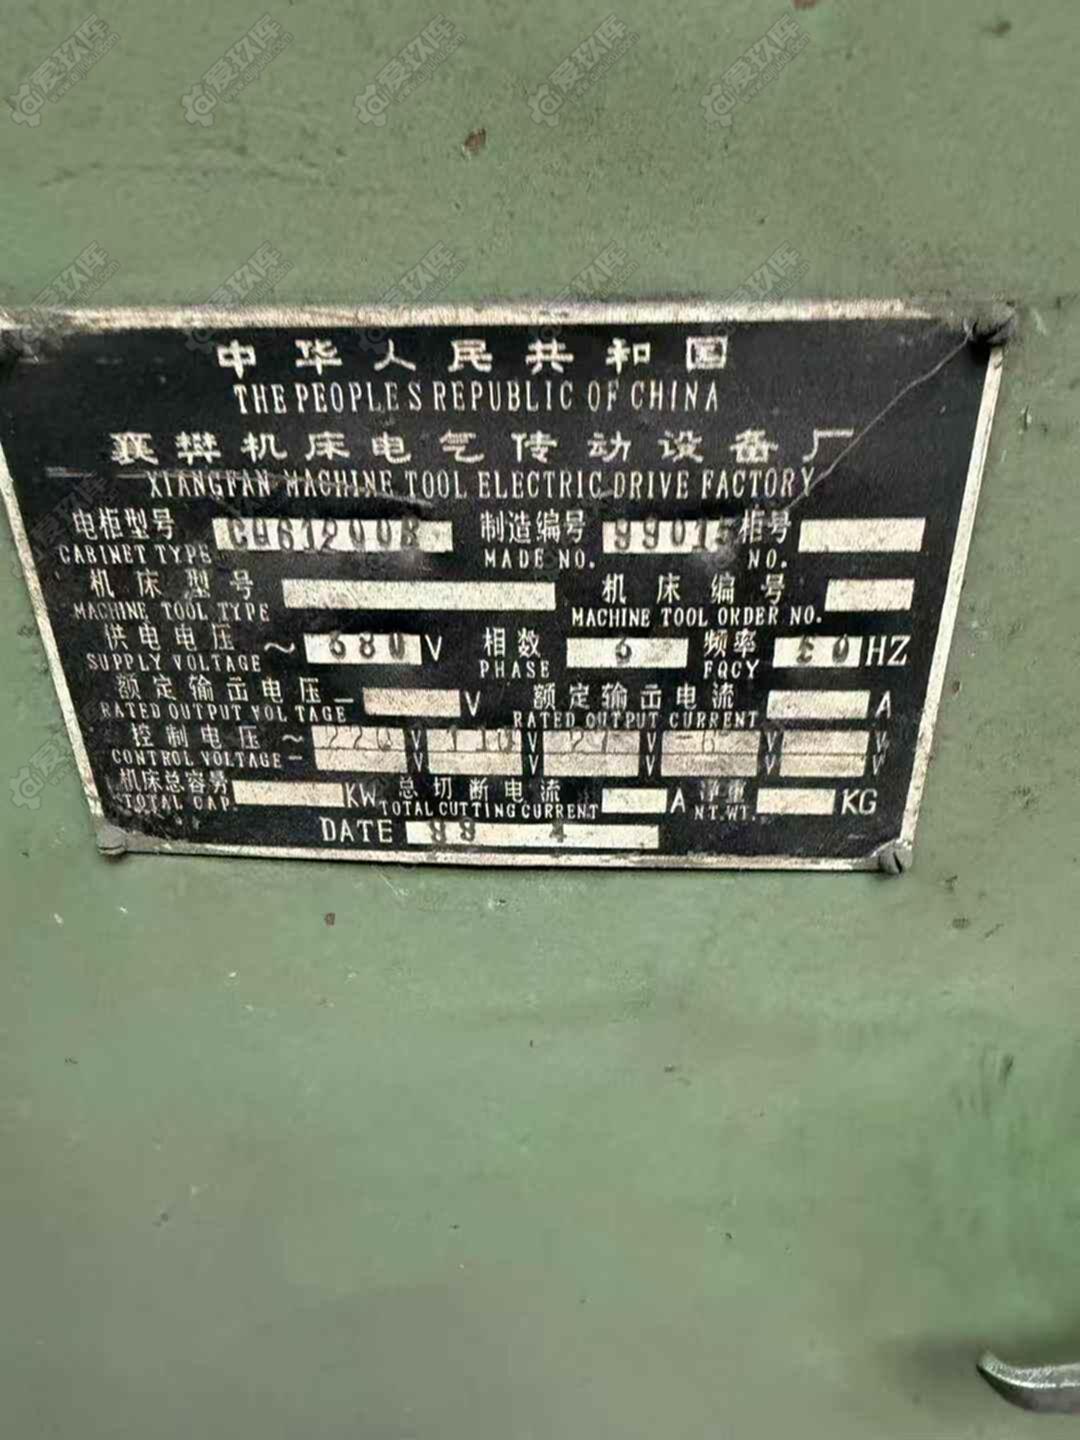 中华人民共和国
THE PEOPLES REPUBLIC OF CHINA
襄樊机床电气传动设备厂
XIANGFAN MACHINE TOOL ELECTRIC DRIVE FACTORY
电柜型号 CQ61200B 制造编号 99015 柜号
CABINET TYPE MADE NO. NO.
机床型号 机床编号
MACHINE TOOL TYPE MACHINE TOOL ORDER NO.
供电电压 ~ 380 V 相数 3 频率 50 HZ
SUPPLY VOLTAGE PHASE FQCY
额定输出电压 — V 额定输出电流 A
RATED OUTPUT VOLTAGE RATED OUTPUT CURRENT
控制电压 ~ 220 V 110 V 27 V 6 V V
CONTROL VOLTAGE — V V V V V
机床总容量 KW 总切断电流 A 净重 KG
TOTAL CAP. TOTAL CUTTING CURRENT NT.WT.
DATE 99 4